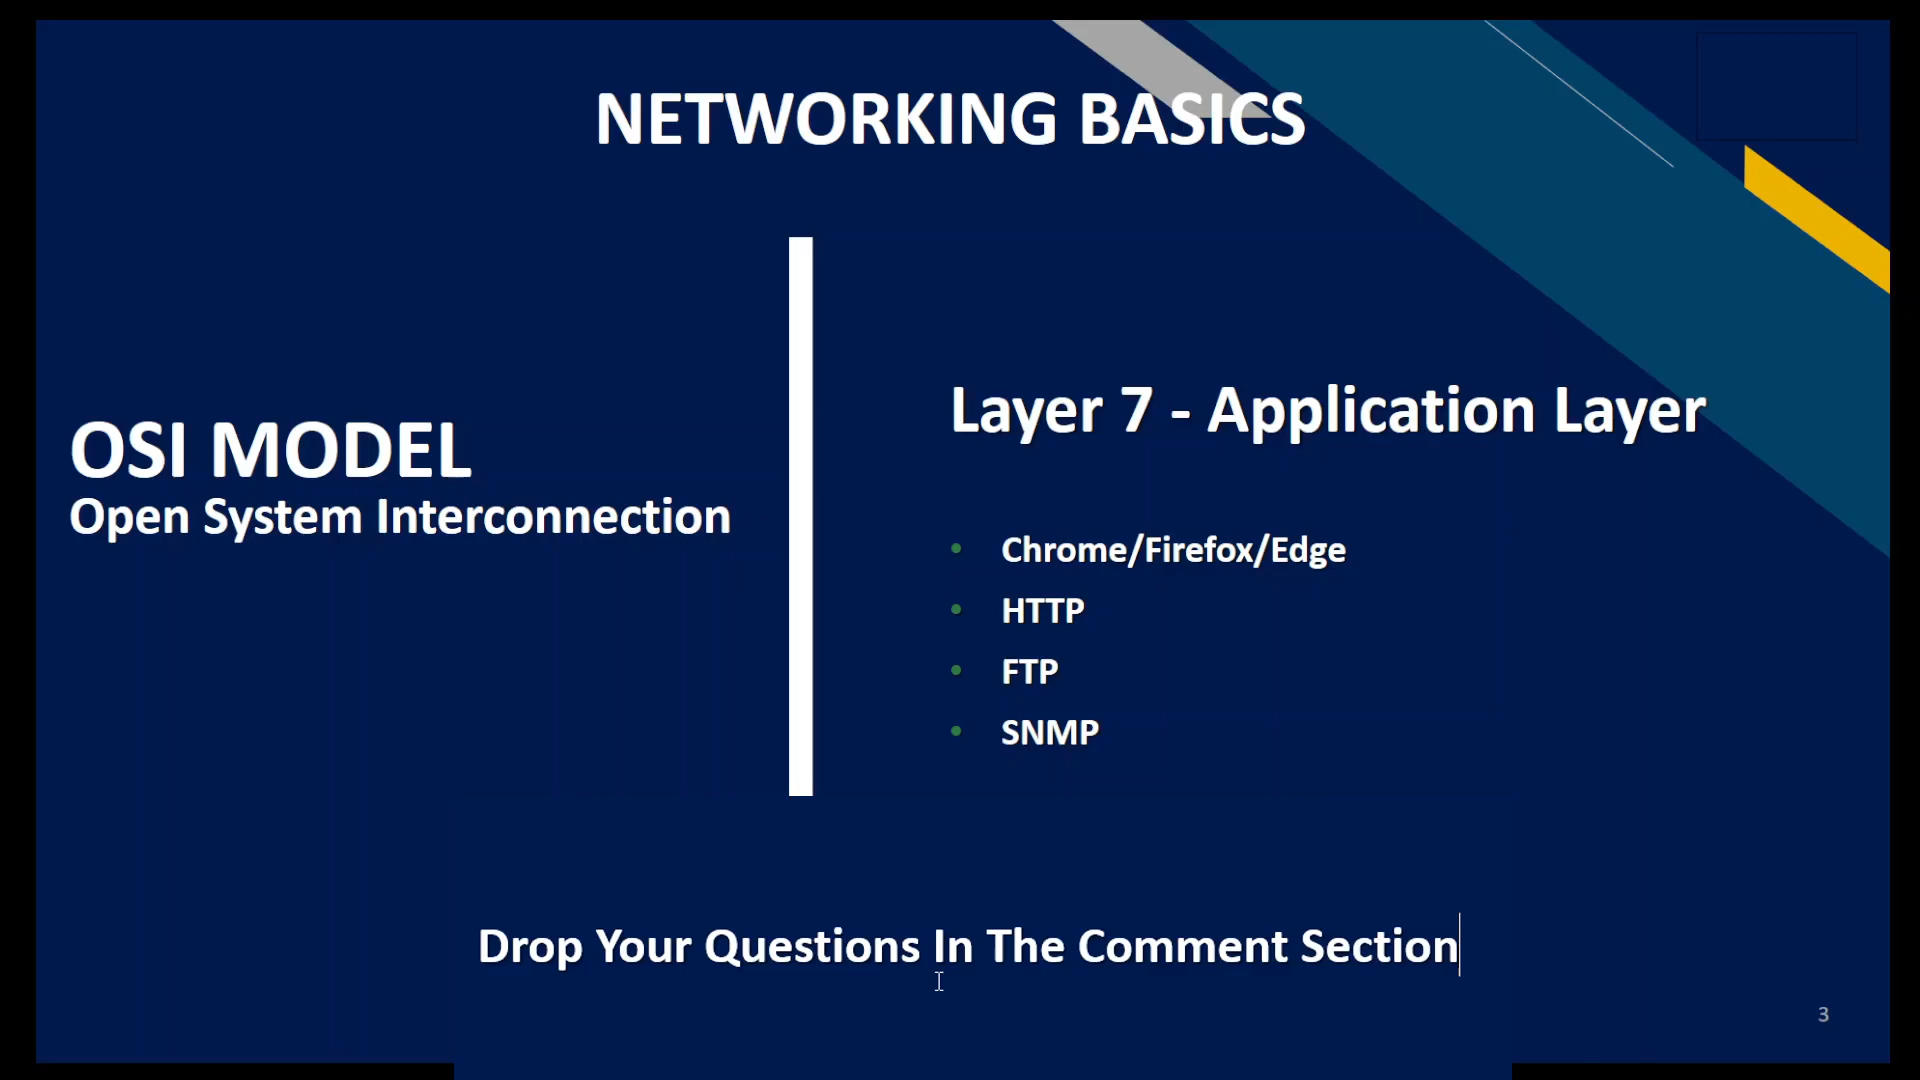 NETWORKING BASICS
OSI MODEL
Open System Interconnection
Layer 7 - Application Layer
• Chrome/Firefox/Edge
• HTTP
• FTP
• SNMP
Drop Your Questions In The Comment Section
3